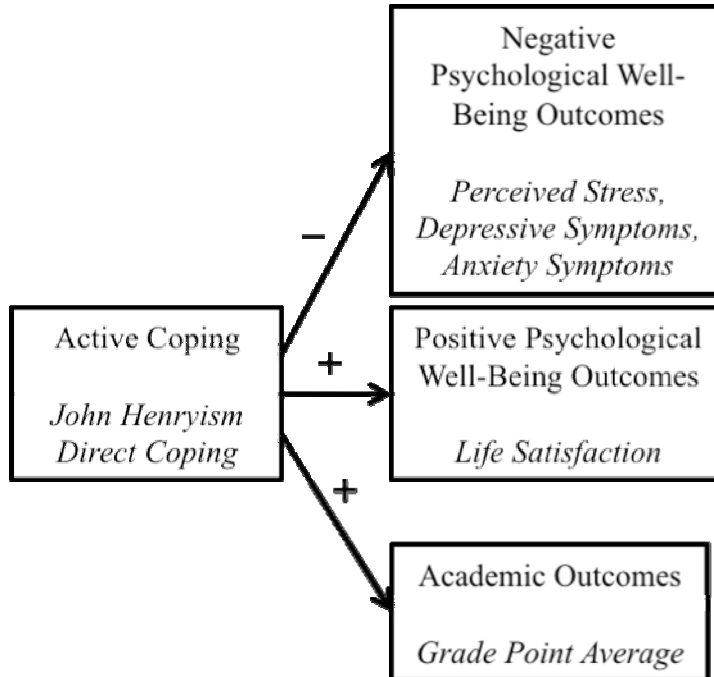 Negative
Psychological Well-
Being Outcomes
Perceived Stress,
Depressive Symptoms,
Anxiety Symptoms
−
Active Coping
John Henryism
Direct Coping
+
Positive Psychological
Well-Being Outcomes
Life Satisfaction
+
Academic Outcomes
Grade Point Average